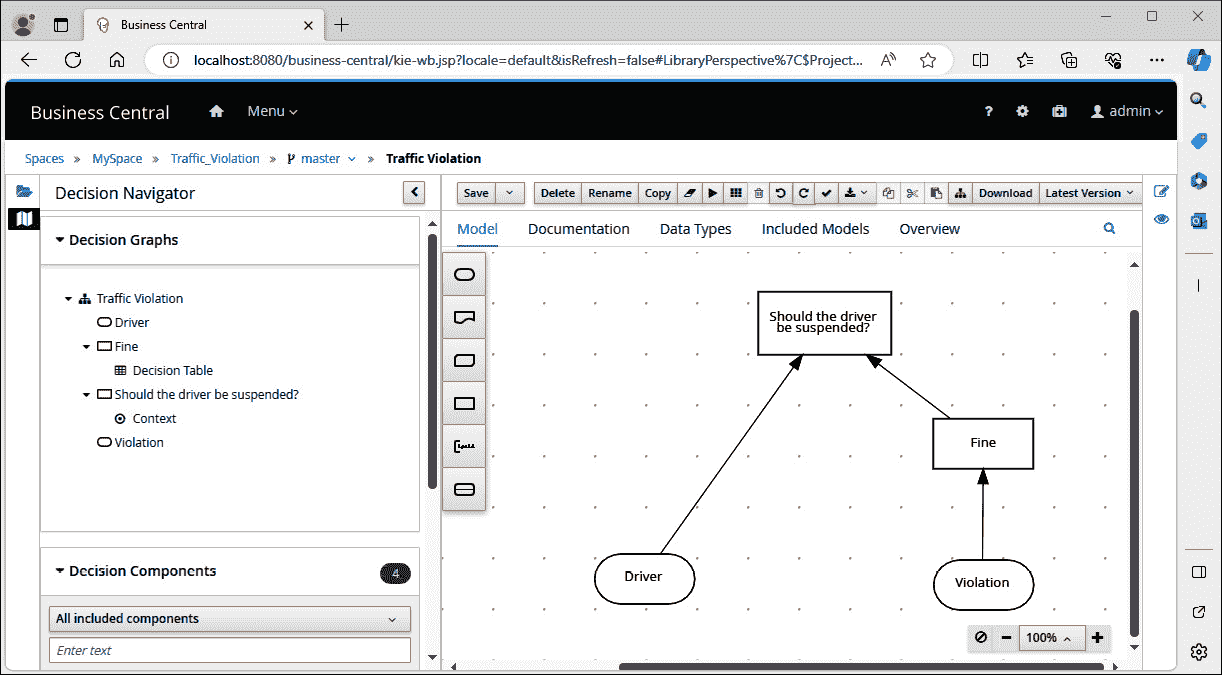 Business Central
localhost:8080/business-central/kie-wb.jsp?locale=default&isRefresh=false#LibraryPerspective%7C$Project...
Business Central Menu ? admin
Spaces » MySpace » Traffic_Violation » master » Traffic Violation
Decision Navigator
Save Delete Rename Copy Download Latest Version
Model Documentation Data Types Included Models Overview
Decision Graphs
Traffic Violation
Driver
Fine
Decision Table
Should the driver be suspended?
Context
Violation
Decision Components 4
All included components
Enter text
Should the driver
be suspended?
Fine
Driver
Violation
100%